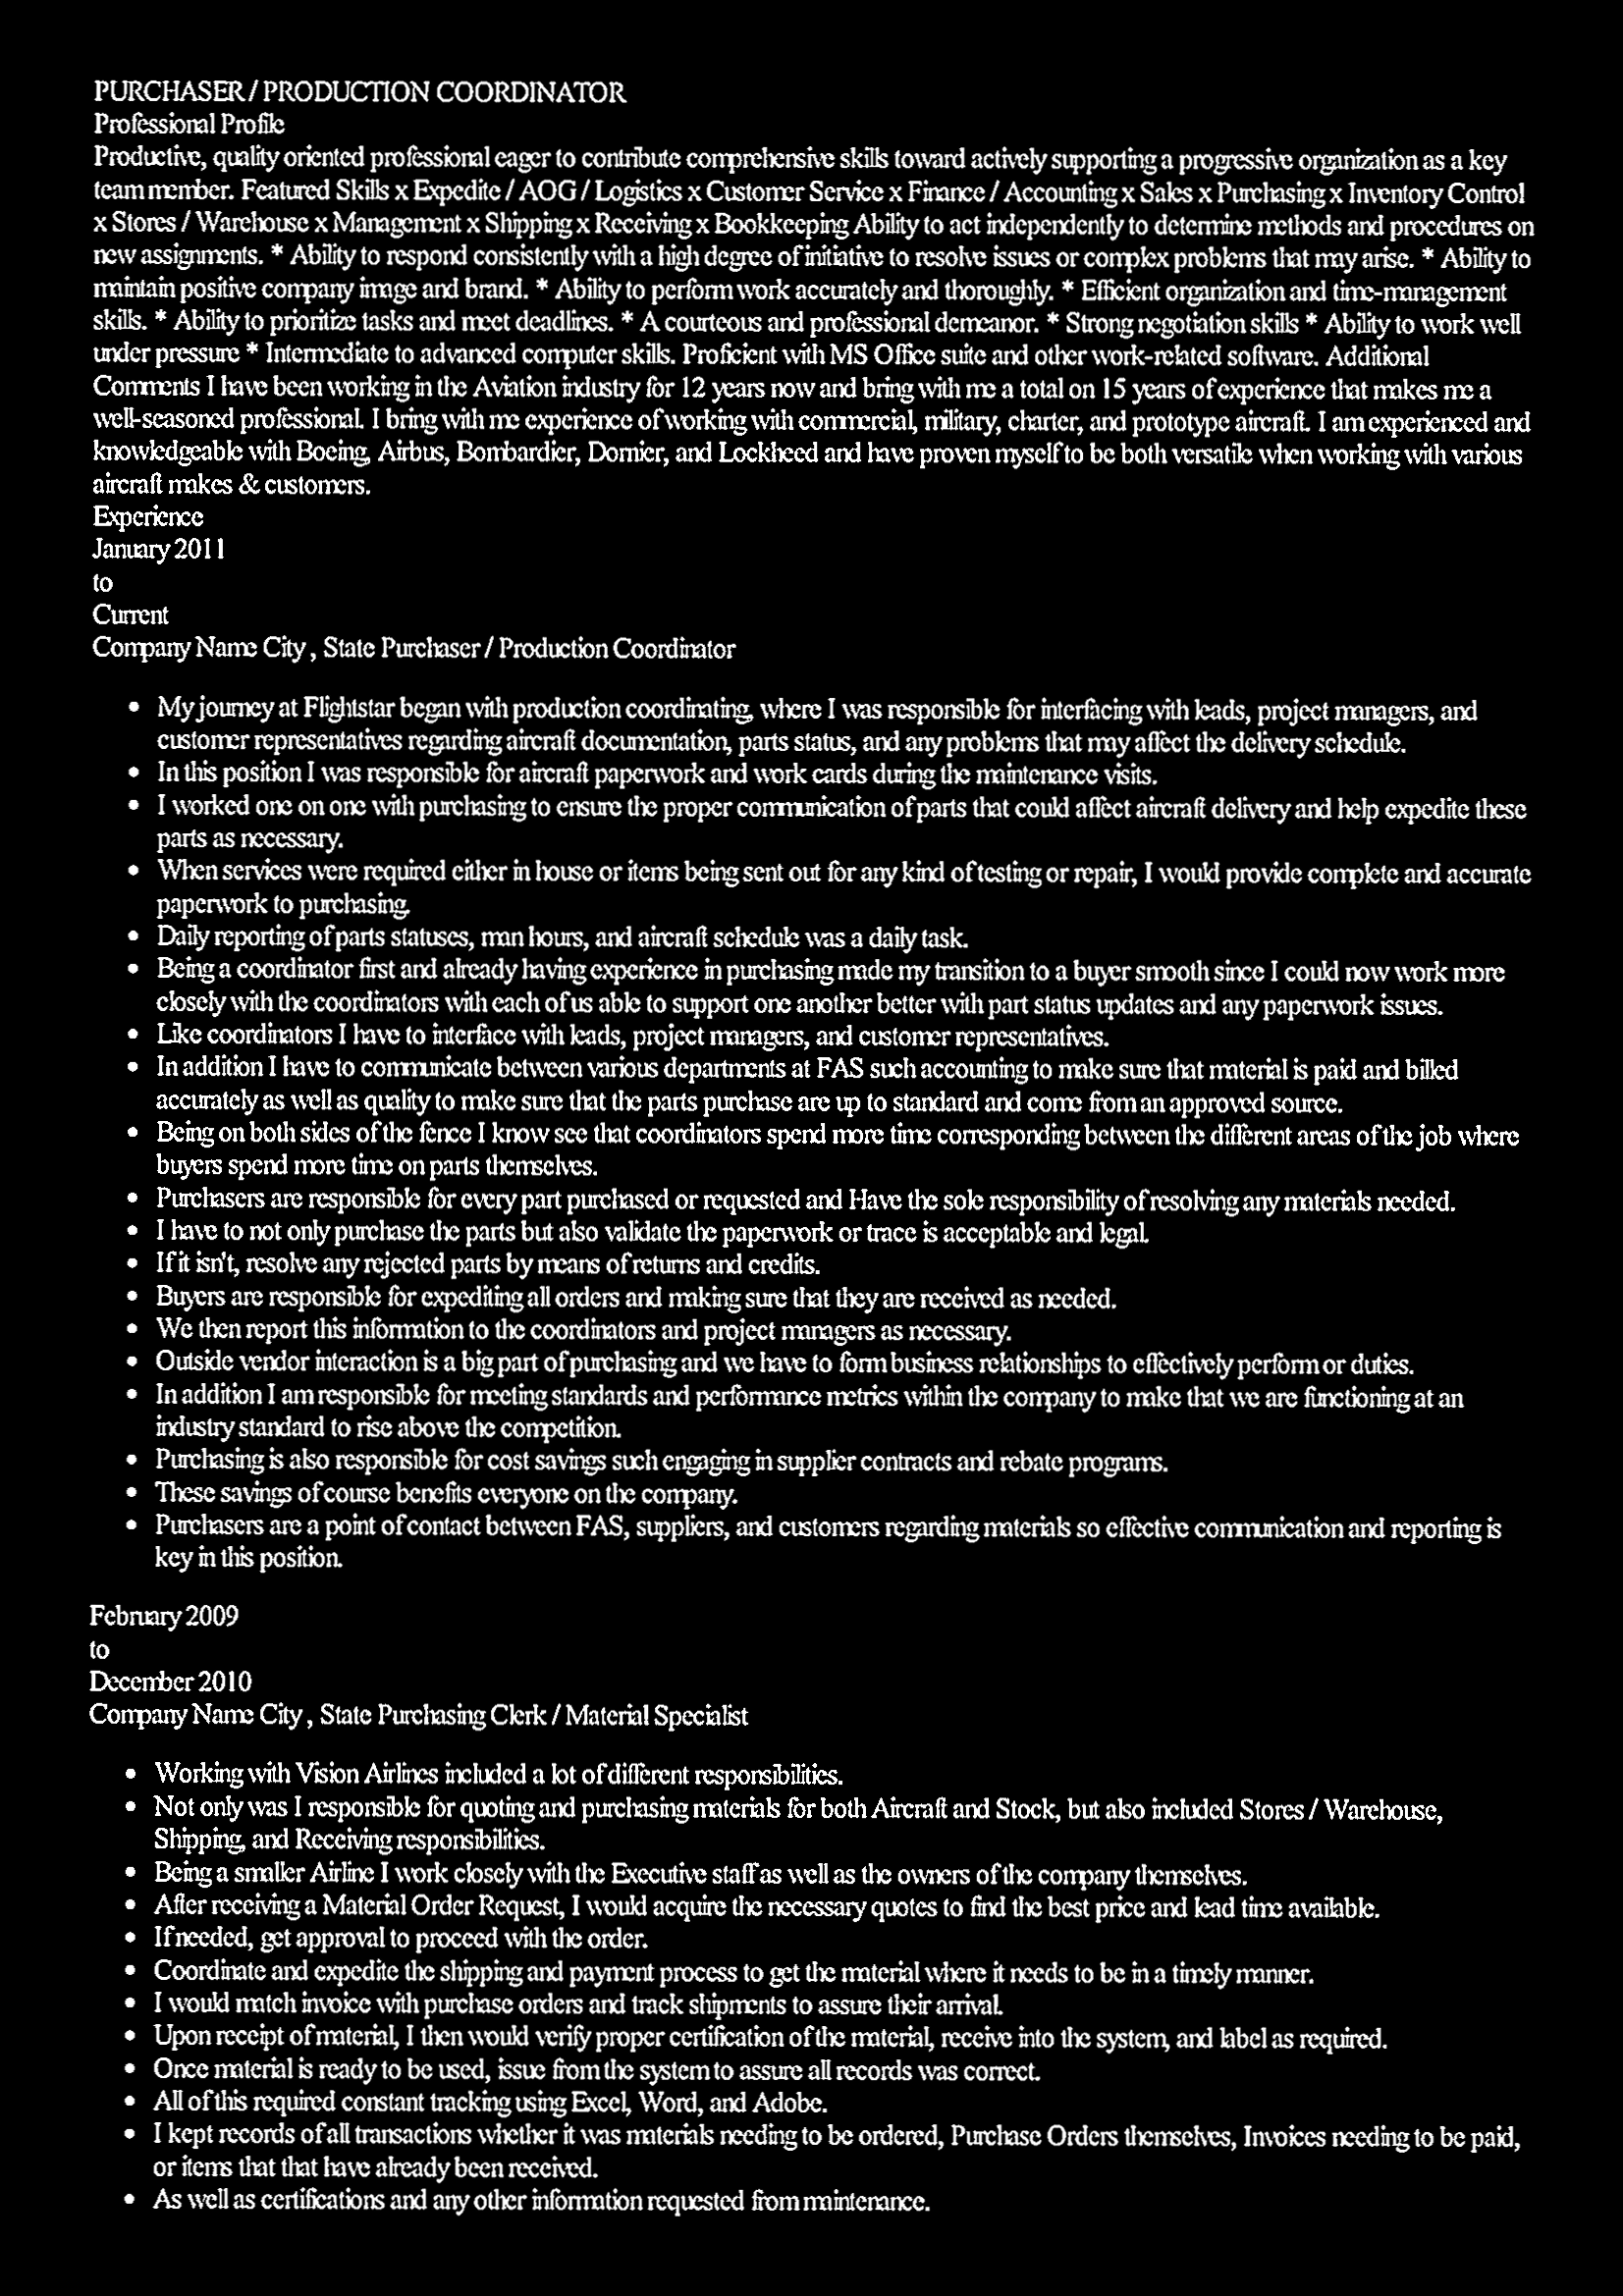 PURCHASER / PRODUCTION COORDINATOR
Professional Profile
Productive, quality oriented professional eager to contribute comprehensive skills toward actively supporting a progressive organization as a key
team member. Featured Skills x Expedite / AOG / Logistics x Customer Service x Finance / Accounting x Sales x Purchasing x Inventory Control
x Stores / Warehouse x Management x Shipping x Receiving x Bookkeeping Ability to act independently to determine methods and procedures on
new assignments. * Ability to respond consistently with a high degree of initiative to resolve issues or complex problems that may arise. * Ability to
maintain positive company image and brand. * Ability to perform work accurately and thoroughly. * Efficient organization and time-management
skills. * Ability to prioritize tasks and meet deadlines. * A courteous and professional demeanor. * Strong negotiation skills * Ability to work well
under pressure * Intermediate to advanced computer skills. Proficient with MS Office suite and other work-related software. Additional
Comments I have been working in the Aviation industry for 12 years now and bring with me a total on 15 years of experience that makes me a
well-seasoned professional. I bring with me experience of working with commercial, military, charter, and prototype aircraft. I am experienced and
knowledgeable with Boeing, Airbus, Bombardier, Dornier, and Lockheed and have proven myself to be both versatile when working with various
aircraft makes & customers.
Experience
January 2011
to
Current
Company Name City , State Purchaser / Production Coordinator
• My journey at Flightstar began with production coordinating, where I was responsible for interfacing with leads, project managers, and
customer representatives regarding aircraft documentation, parts status, and any problems that may affect the delivery schedule.
• In this position I was responsible for aircraft paperwork and work cards during the maintenance visits.
• I worked one on one with purchasing to ensure the proper communication of parts that could affect aircraft delivery and help expedite these
parts as necessary.
• When services were required either in house or items being sent out for any kind of testing or repair, I would provide complete and accurate
paperwork to purchasing.
• Daily reporting of parts statuses, man hours, and aircraft schedule was a daily task.
• Being a coordinator first and already having experience in purchasing made my transition to a buyer smooth since I could now work more
closely with the coordinators with each of us able to support one another better with part status updates and any paperwork issues.
• Like coordinators I have to interface with leads, project managers, and customer representatives.
• In addition I have to communicate between various departments at FAS such accounting to make sure that material is paid and billed
accurately as well as quality to make sure that the parts purchase are up to standard and come from an approved source.
• Being on both sides of the fence I know see that coordinators spend more time corresponding between the different areas of the job where
buyers spend more time on parts themselves.
• Purchasers are responsible for every part purchased or requested and Have the sole responsibility of resolving any materials needed.
• I have to not only purchase the parts but also validate the paperwork or trace is acceptable and legal.
• If it isn't, resolve any rejected parts by means of returns and credits.
• Buyers are responsible for expediting all orders and making sure that they are received as needed.
• We then report this information to the coordinators and project managers as necessary.
• Outside vendor interaction is a big part of purchasing and we have to form business relationships to effectively perform or duties.
• In addition I am responsible for meeting standards and performance metrics within the company to make that we are functioning at an
industry standard to rise above the competition.
• Purchasing is also responsible for cost savings such engaging in supplier contracts and rebate programs.
• These savings of course benefits everyone on the company.
• Purchasers are a point of contact between FAS, suppliers, and customers regarding materials so effective communication and reporting is
key in this position.
February 2009
to
December 2010
Company Name City , State Purchasing Clerk / Material Specialist
• Working with Vision Airlines included a lot of different responsibilities.
• Not only was I responsible for quoting and purchasing materials for both Aircraft and Stock, but also included Stores / Warehouse,
Shipping, and Receiving responsibilities.
• Being a smaller Airline I work closely with the Executive staff as well as the owners of the company themselves.
• After receiving a Material Order Request, I would acquire the necessary quotes to find the best price and lead time available.
• If needed, get approval to proceed with the order.
• Coordinate and expedite the shipping and payment process to get the material where it needs to be in a timely manner.
• I would match invoice with purchase orders and track shipments to assure their arrival.
• Upon receipt of material, I then would verify proper certification of the material, receive into the system, and label as required.
• Once material is ready to be used, issue from the system to assure all records was correct.
• All of this required constant tracking using Excel, Word, and Adobe.
• I kept records of all transactions whether it was materials needing to be ordered, Purchase Orders themselves, Invoices needing to be paid,
or items that that have already been received.
• As well as certifications and any other information requested from maintenance.